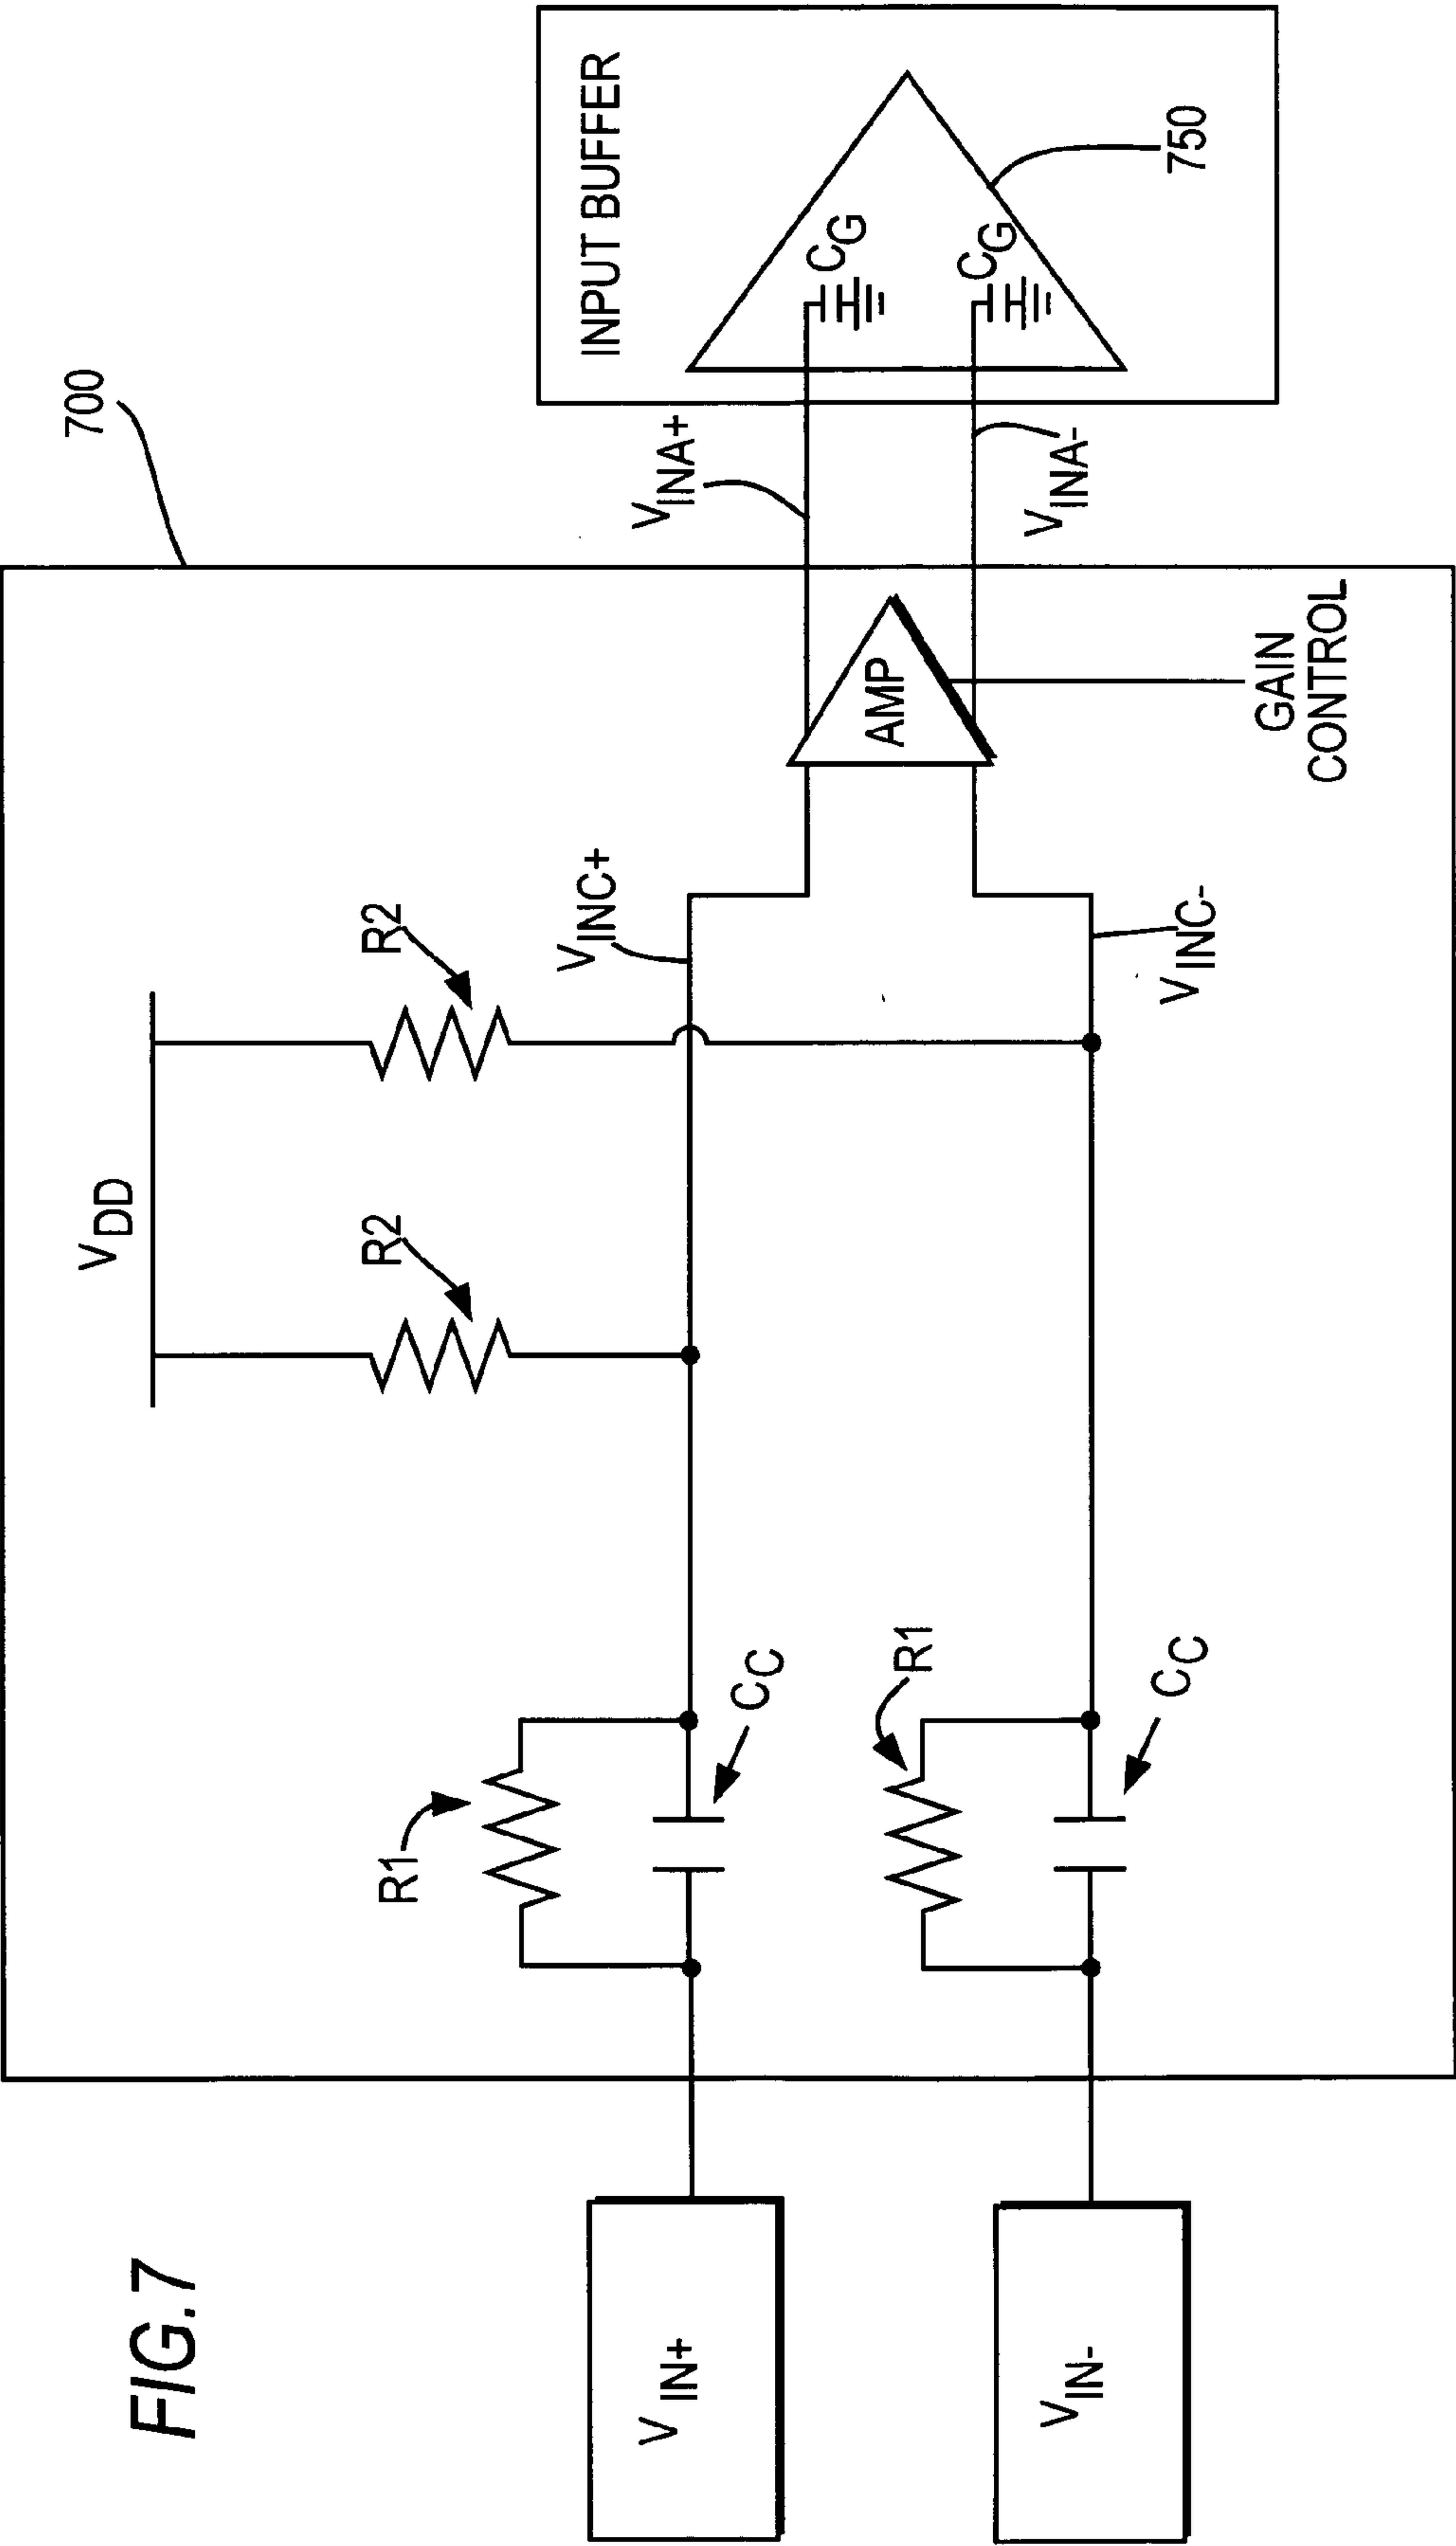 FIG.7
700
VDD
R2
R2
R1
CC
R1
CC
VIN+
VIN-
VINC+
VINC-
AMP
GAIN
CONTROL
VINA+
VINA-
INPUT BUFFER
CG
CG
750